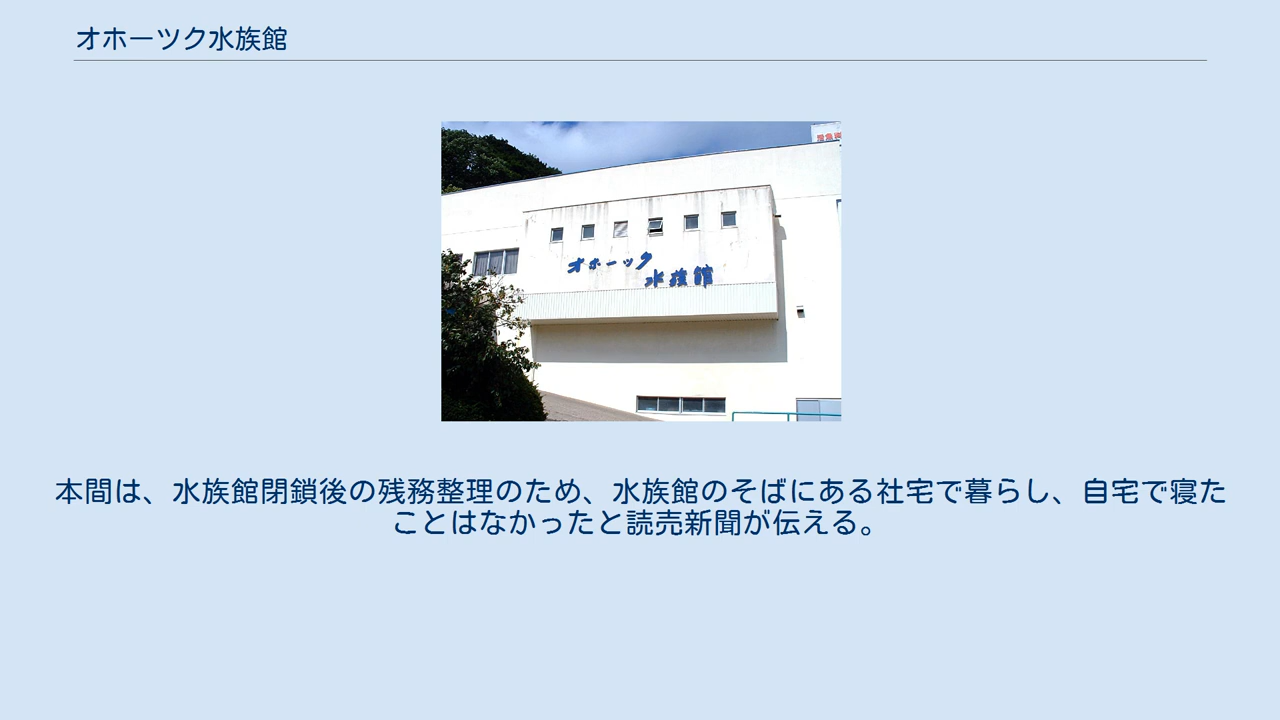 オホーツク水族館
オホーツク
水族館
本間は、水族館閉鎖後の残務整理のため、水族館のそばにある社宅で暮らし、自宅で寝た
ことはなかったと読売新聞が伝える。